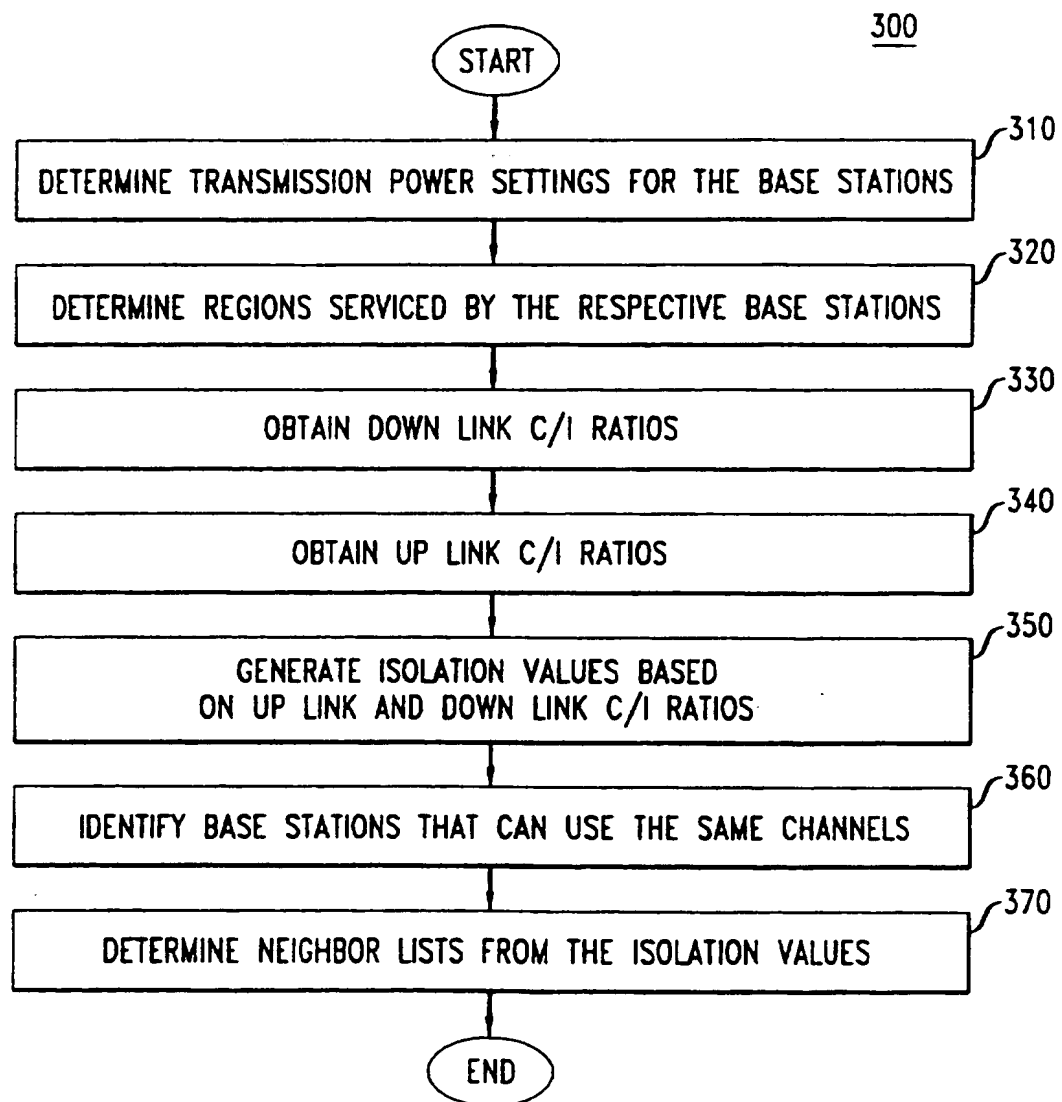 300
START
310
DETERMINE TRANSMISSION POWER SETTINGS FOR THE BASE STATIONS
320
DETERMINE REGIONS SERVICED BY THE RESPECTIVE BASE STATIONS
330
OBTAIN DOWN LINK C/I RATIOS
340
OBTAIN UP LINK C/I RATIOS
350
GENERATE ISOLATION VALUES BASED
ON UP LINK AND DOWN LINK C/I RATIOS
360
IDENTIFY BASE STATIONS THAT CAN USE THE SAME CHANNELS
370
DETERMINE NEIGHBOR LISTS FROM THE ISOLATION VALUES
END